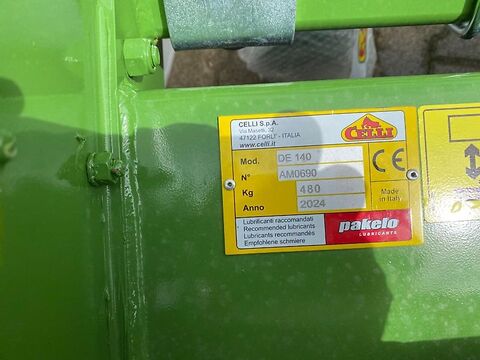 CELLI S.p.A.
Via Masetti, 32
47122 FORLI' - ITALIA
www.celli.it
CELLI
Mod. DE 140
N° AM0690
Kg 480
Anno 2024
CE
Made in Italy
Lubrificanti raccomandati
Recommended lubricants
Lubricants recommandés
Empfohlene schmiere
pakelo
LUBRICANTS